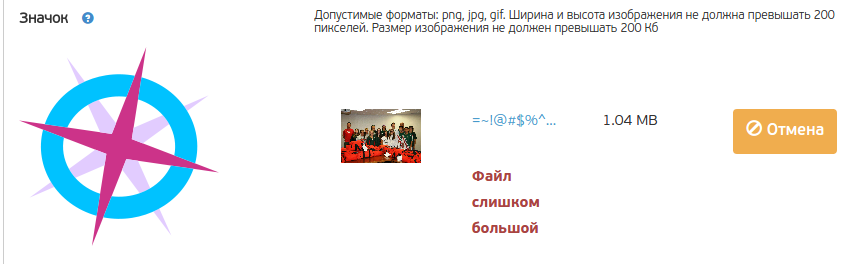 Значок
Допустимые форматы: png, jpg, gif. Ширина и высота изображения не должна превышать 200
пикселей. Размер изображения не должен превышать 200 Кб
=~!@#$%^...
1.04 MB
Отмена
Файл
слишком
большой